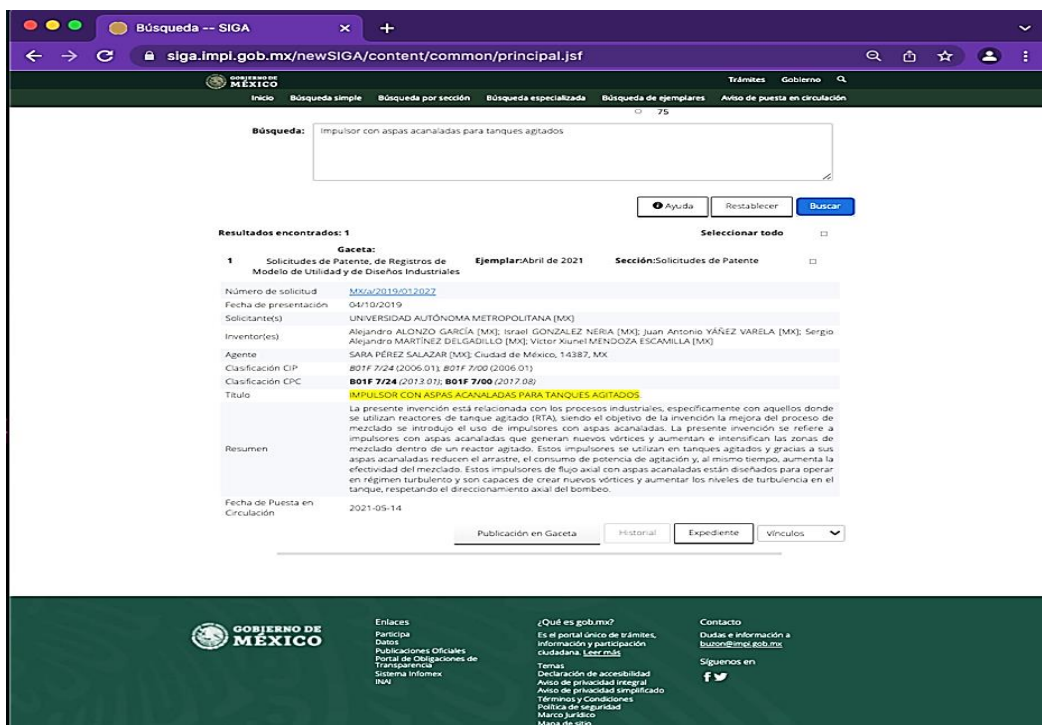 Búsqueda -- SIGA
siga.impi.gob.mx/newSIGA/content/common/principal.jsf
GOBIERNO DE
MÉXICO
Trámites Gobierno
Inicio Búsqueda simple Búsqueda por sección Búsqueda especializada Búsqueda de ejemplares Aviso de puesta en circulación
75
Búsqueda: Impulsor con aspas acanaladas para tanques agitados
Ayuda Restablecer Buscar
Resultados encontrados: 1 Seleccionar todo
Gaceta:
1 Solicitudes de Patente, de Registros de Ejemplar:Abril de 2021 Sección:Solicitudes de Patente
Modelo de Utilidad y de Diseños Industriales
Número de solicitud MX/a/2019/012027
Fecha de presentación 04/10/2019
Solicitante(s) UNIVERSIDAD AUTÓNOMA METROPOLITANA [MX]
Inventor(es) Alejandro ALONZO GARCÍA [MX]; Israel GONZALEZ NERIA [MX]; Juan Antonio YÁÑEZ VARELA [MX]; Sergio
Alejandro MARTÍNEZ DELGADILLO [MX]; Victor Xiunel MENDOZA ESCAMILLA [MX]
Agente SARA PÉREZ SALAZAR [MX]; Ciudad de México, 14387, MX
Clasificación CIP B01F 7/24 (2006.01); B01F 7/00 (2006.01)
Clasificación CPC B01F 7/24 (2013.01); B01F 7/00 (2017.08)
Título IMPULSOR CON ASPAS ACANALADAS PARA TANQUES AGITADOS.
Resumen La presente invención está relacionada con los procesos industriales, específicamente con aquellos donde
se utilizan reactores de tanque agitado (RTA), siendo el objetivo de la invención la mejora del proceso de
mezclado se introdujo el uso de impulsores con aspas acanaladas. La presente invención se refiere a
impulsores con aspas acanaladas que generan nuevos vórtices y aumentan e intensifican las zonas de
mezclado dentro de un reactor agitado. Estos impulsores se utilizan en tanques agitados y gracias a sus
aspas acanaladas reducen el arrastre, el consumo de potencia de agitación y, al mismo tiempo, aumenta la
efectividad del mezclado. Estos impulsores de flujo axial con aspas acanaladas están diseñados para operar
en régimen turbulento y son capaces de crear nuevos vórtices y aumentar los niveles de turbulencia en el
tanque, respetando el direccionamiento axial del bombeo.
Fecha de Puesta en
Circulación 2021-05-14
Publicación en Gaceta Historial Expediente Vínculos
GOBIERNO DE
MÉXICO
Enlaces
Participa
Datos
Publicaciones Oficiales
Portal de Obligaciones de
Transparencia
Sistema Infomex
INAI
¿Qué es gob.mx?
Es el portal único de trámites,
información y participación
ciudadana. Leer más
Temas
Declaración de accesibilidad
Aviso de privacidad integral
Aviso de privacidad simplificado
Términos y Condiciones
Política de seguridad
Marco Jurídico
Mapa de sitio
Contacto
Dudas e información a
buzon@impi.gob.mx
Síguenos en